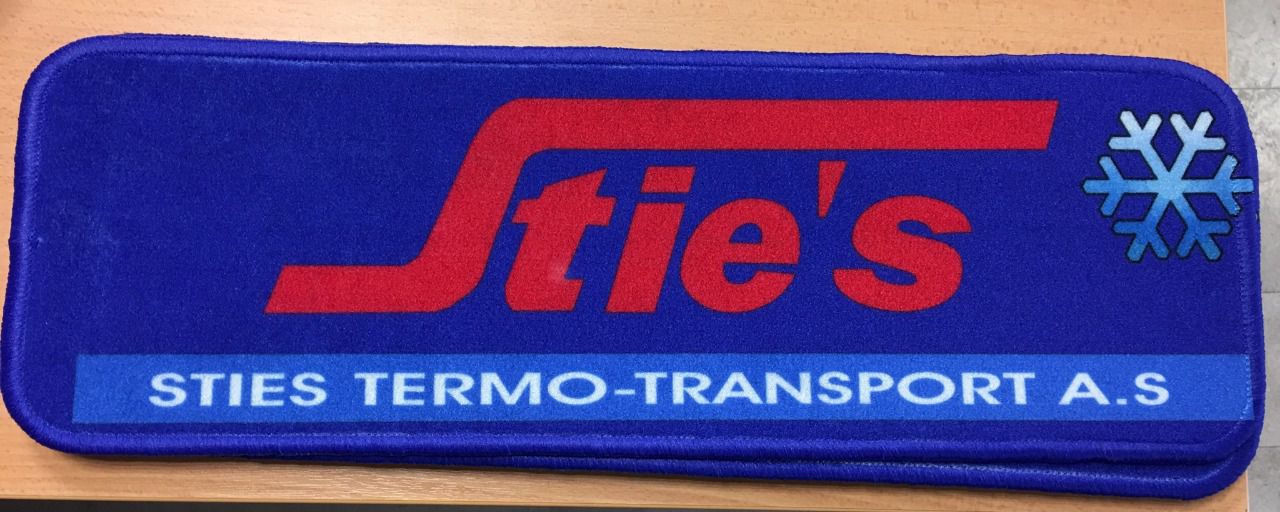 Stie's
STIES TERMO-TRANSPORT A.S